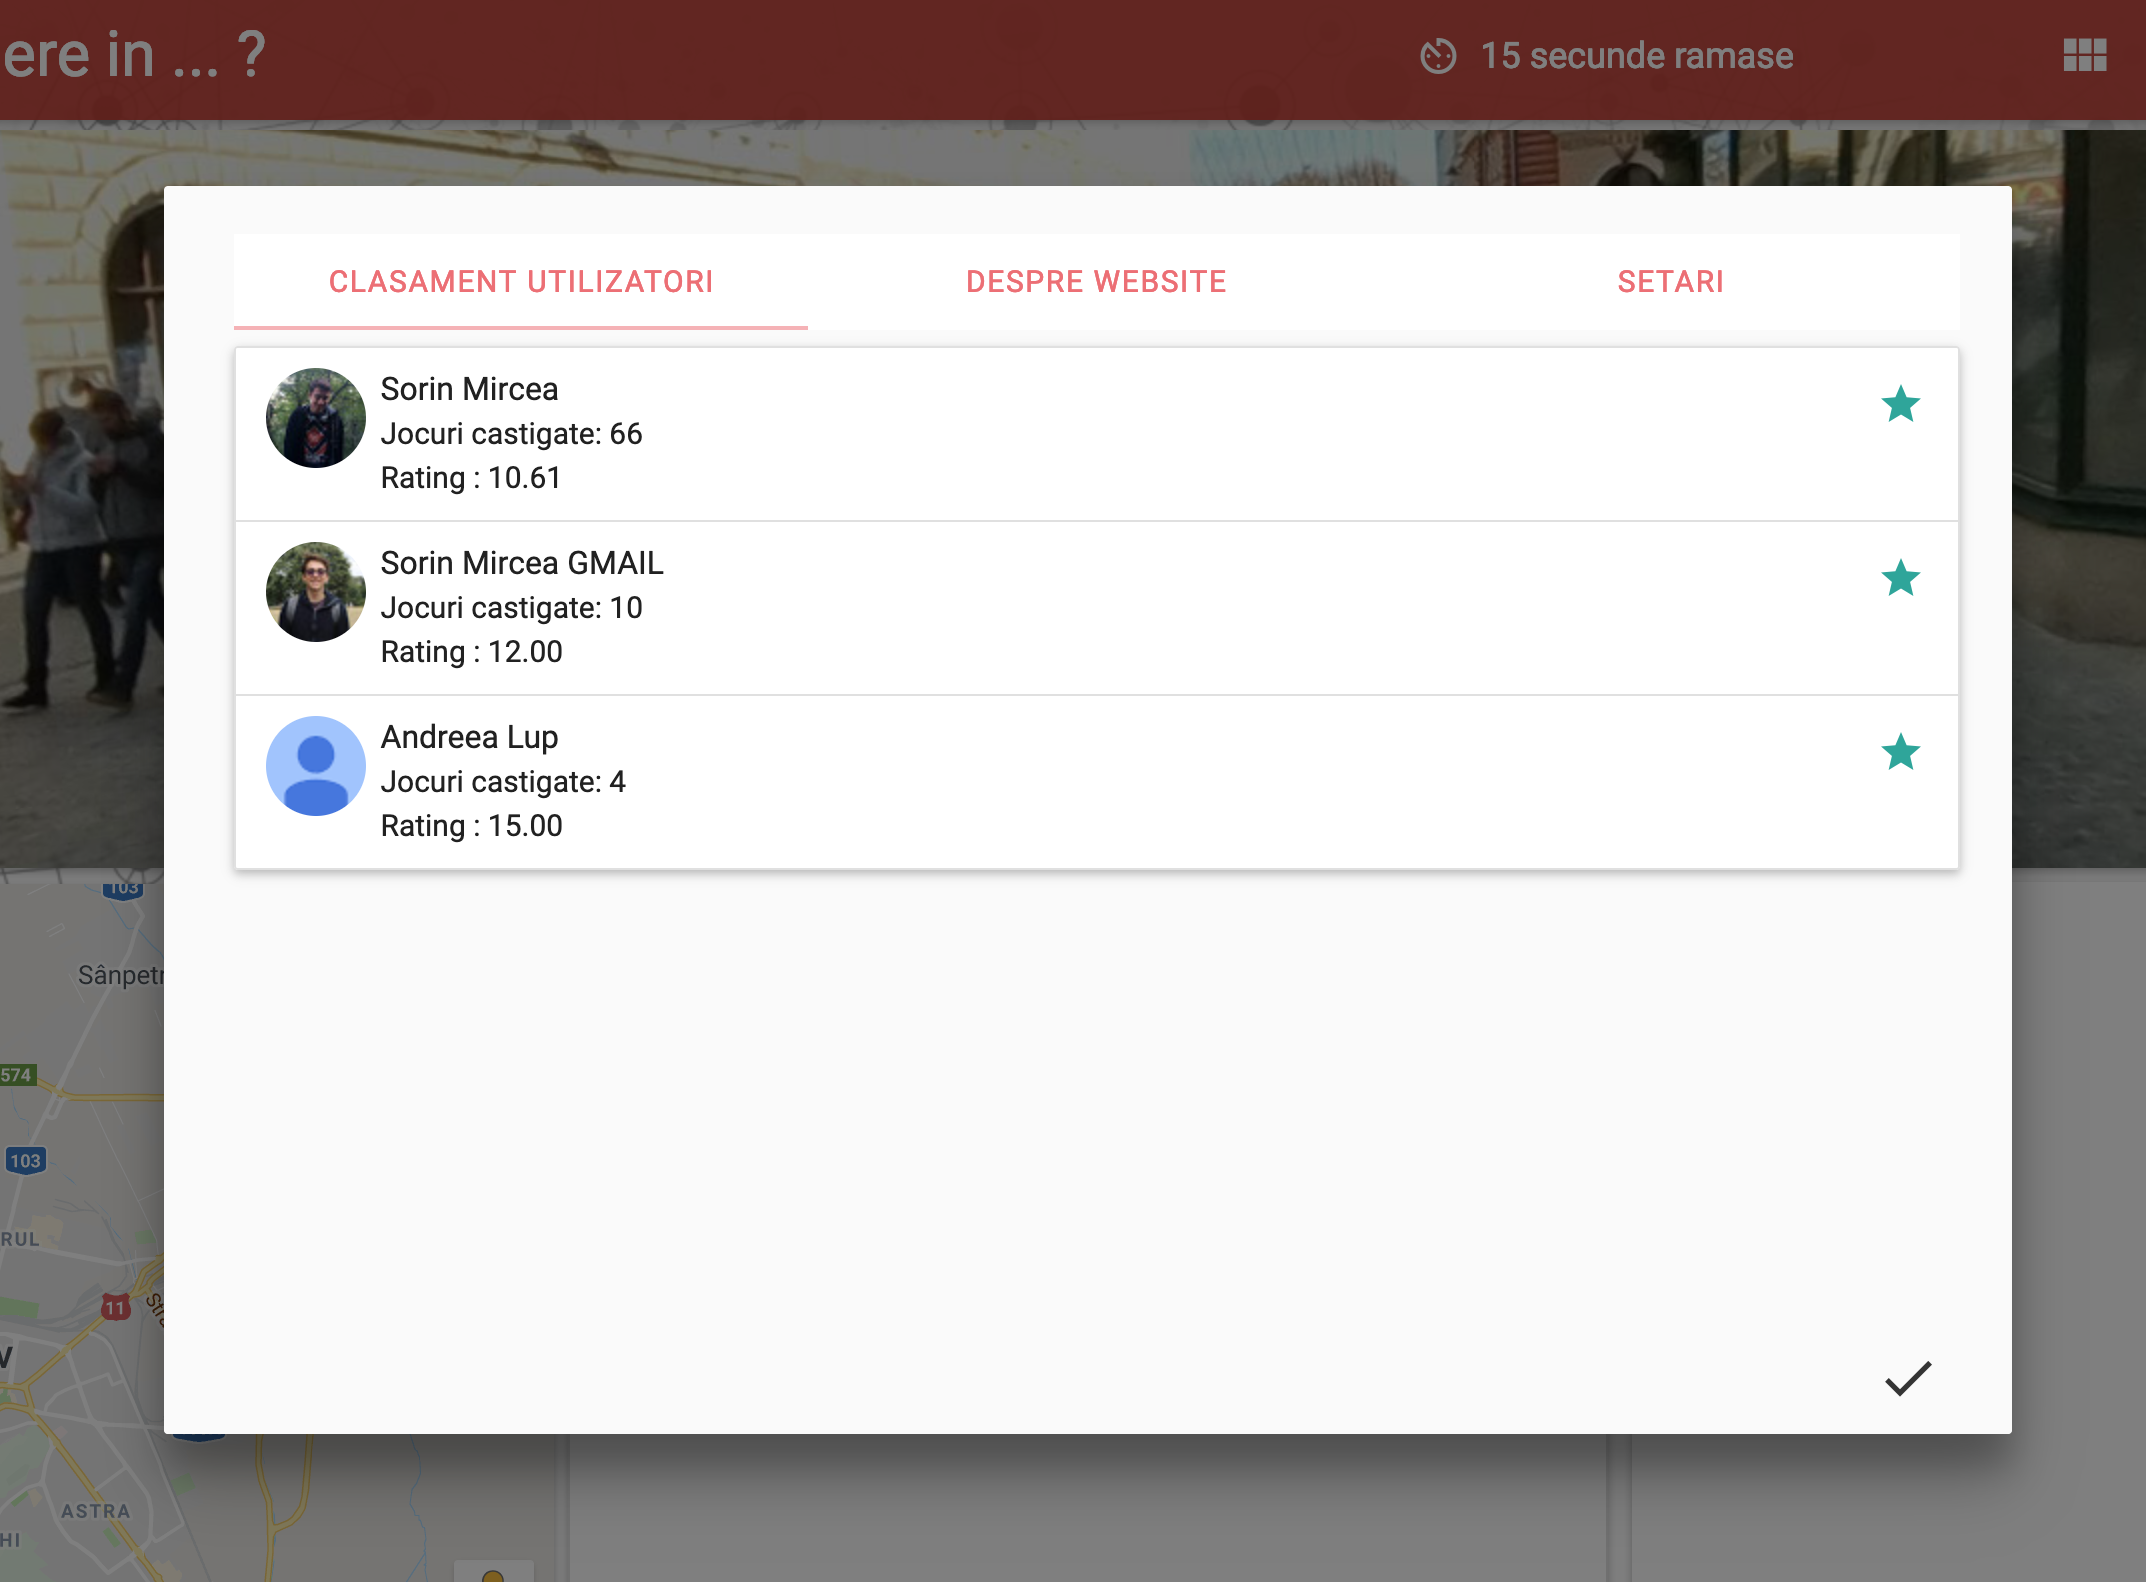 ere in ... ?
15 secunde ramase
CLASAMENT UTILIZATORI
DESPRE WEBSITE
SETARI
Sorin Mircea
Jocuri castigate: 66
Rating : 10.61
Sorin Mircea GMAIL
Jocuri castigate: 10
Rating : 12.00
Andreea Lup
Jocuri castigate: 4
Rating : 15.00
103
Sânpetr
574
103
RUL
11
Str
V
ASTRA
HI